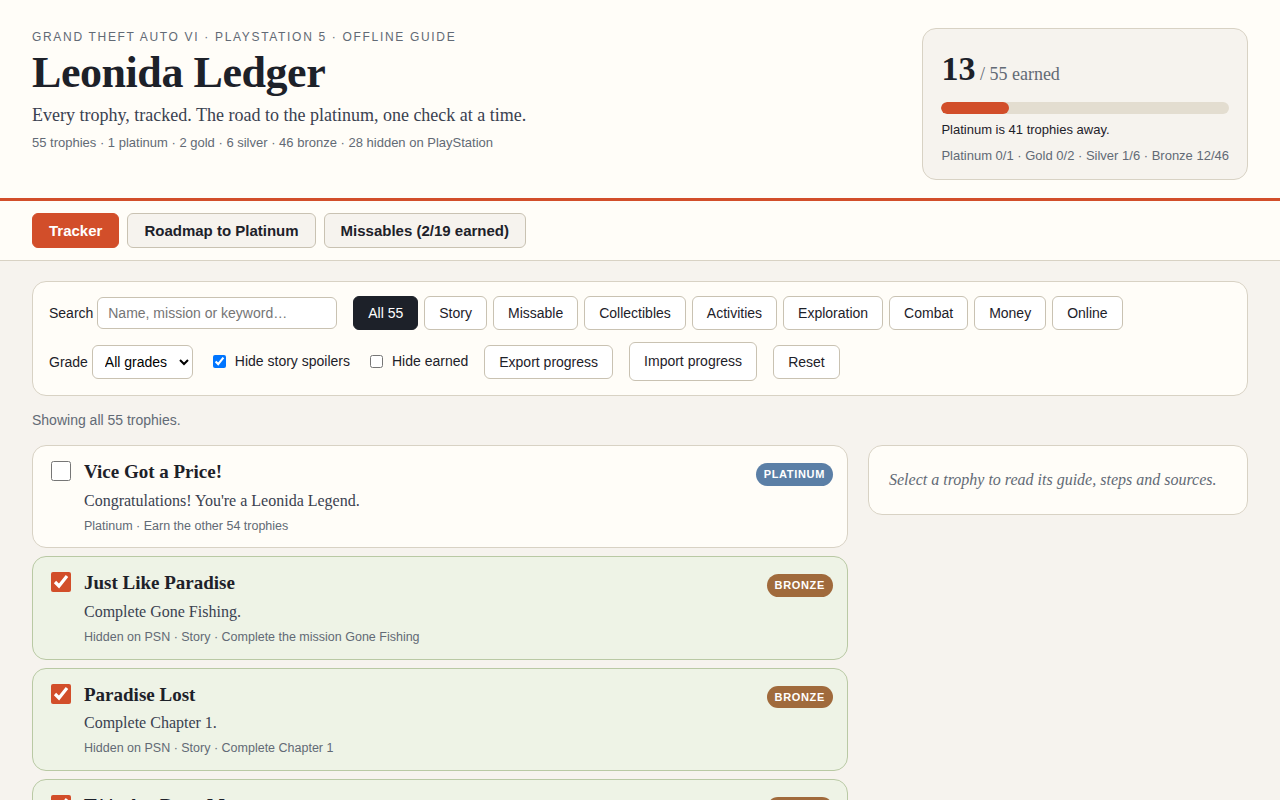 GRAND THEFT AUTO VI · PLAYSTATION 5 · OFFLINE GUIDE
Leonida Ledger
Every trophy, tracked. The road to the platinum, one check at a time.
55 trophies · 1 platinum · 2 gold · 6 silver · 46 bronze · 28 hidden on PlayStation
13 / 55 earned
Platinum is 41 trophies away.
Platinum 0/1 · Gold 0/2 · Silver 1/6 · Bronze 12/46
Tracker
Roadmap to Platinum
Missables (2/19 earned)
Search
Name, mission or keyword…
All 55
Story
Missable
Collectibles
Activities
Exploration
Combat
Money
Online
Grade
All grades
Hide story spoilers
Hide earned
Export progress
Import progress
Reset
Showing all 55 trophies.
Vice Got a Price!
PLATINUM
Congratulations! You're a Leonida Legend.
Platinum · Earn the other 54 trophies
Select a trophy to read its guide, steps and sources.
Just Like Paradise
BRONZE
Complete Gone Fishing.
Hidden on PSN · Story · Complete the mission Gone Fishing
Paradise Lost
BRONZE
Complete Chapter 1.
Hidden on PSN · Story · Complete Chapter 1